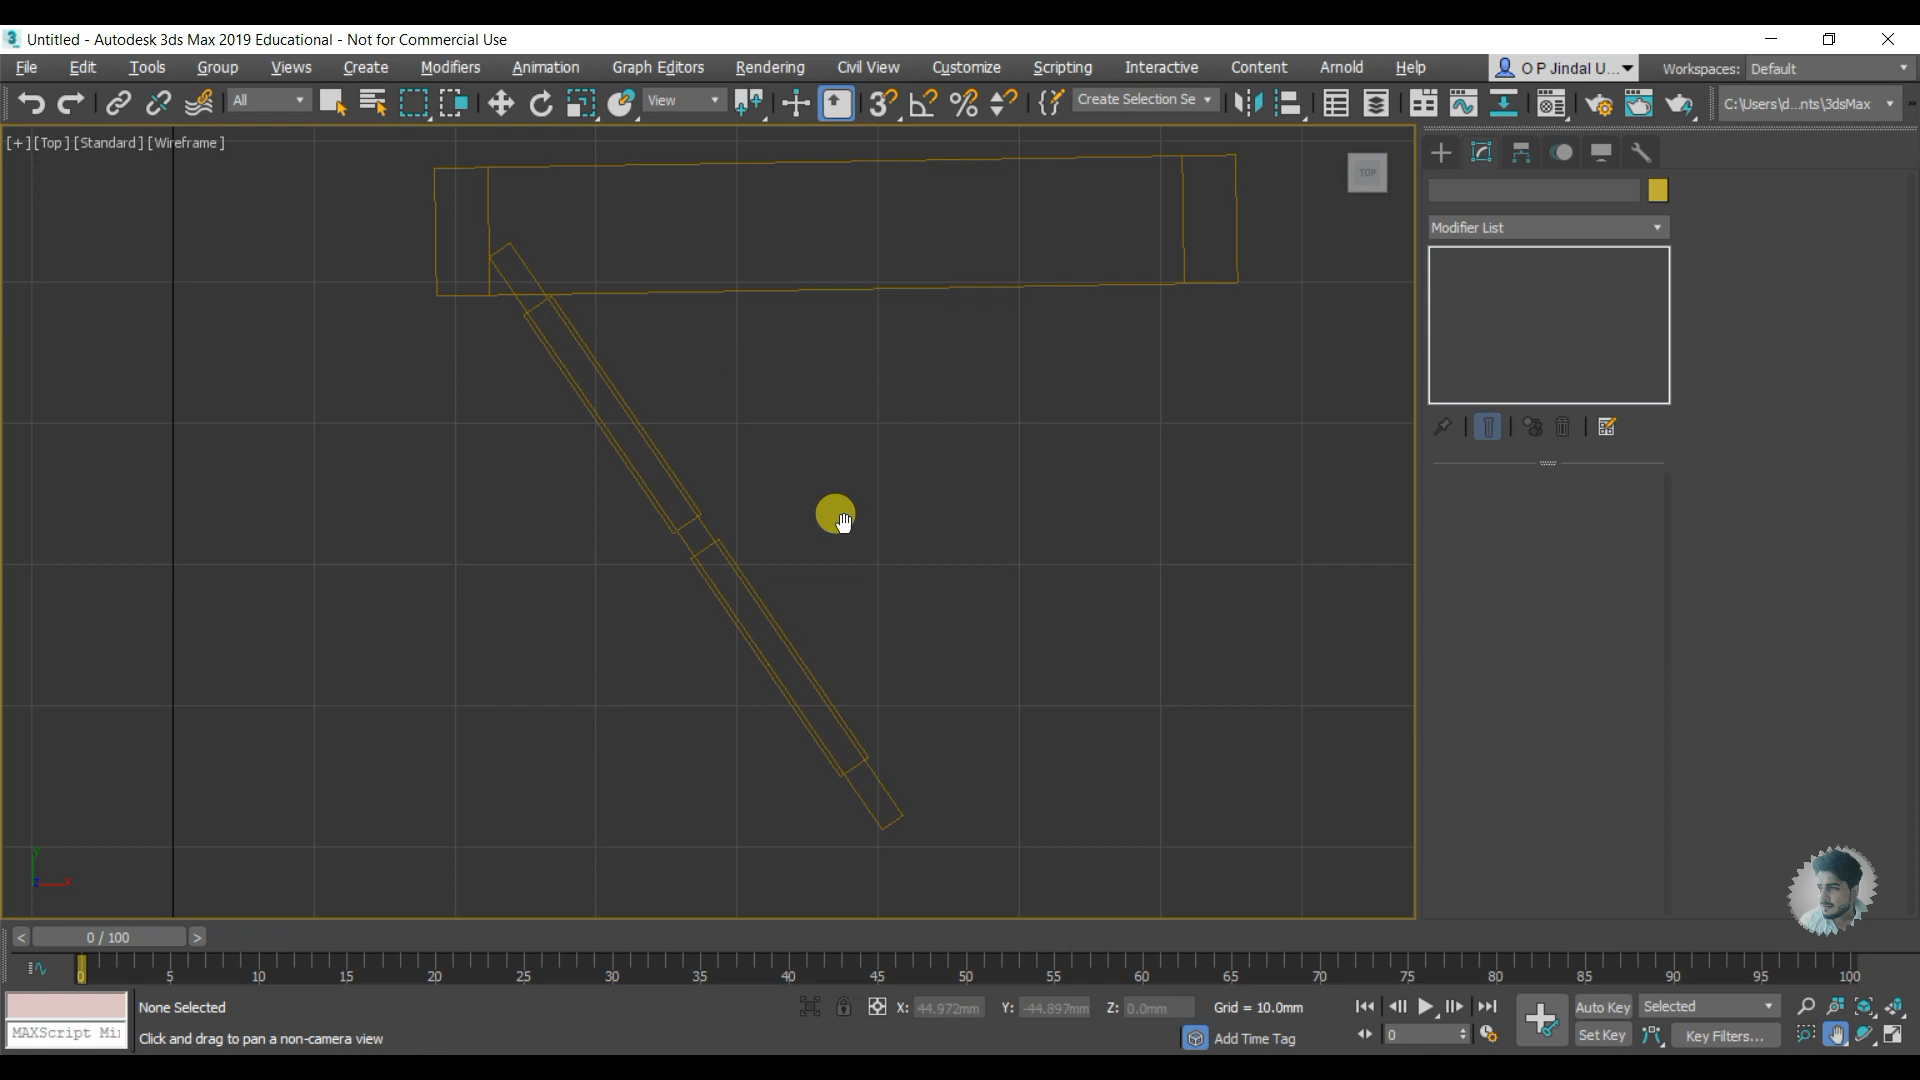 Untitled - Autodesk 3ds Max 2019 Educational - Not for Commercial Use
File Edit Tools Group Views Create Modifiers Animation Graph Editors Rendering Civil View Customize Scripting Interactive Content Arnold Help O P Jindal U... Workspaces: Default
All View Create Selection Se C:\Users\d...nts\3dsMax
[+] [Top] [Standard] [Wireframe]
TOP
Modifier List
y
z x
< 0 / 100 >
0 5 10 15 20 25 30 35 40 45 50 55 60 65 70 75 80 85 90 95 100
None Selected X: 44.972mm Y: -44.897mm Z: 0.0mm Grid = 10.0mm Auto Key Selected
MAXScript Mi Click and drag to pan a non-camera view Add Time Tag 0 Set Key Key Filters...